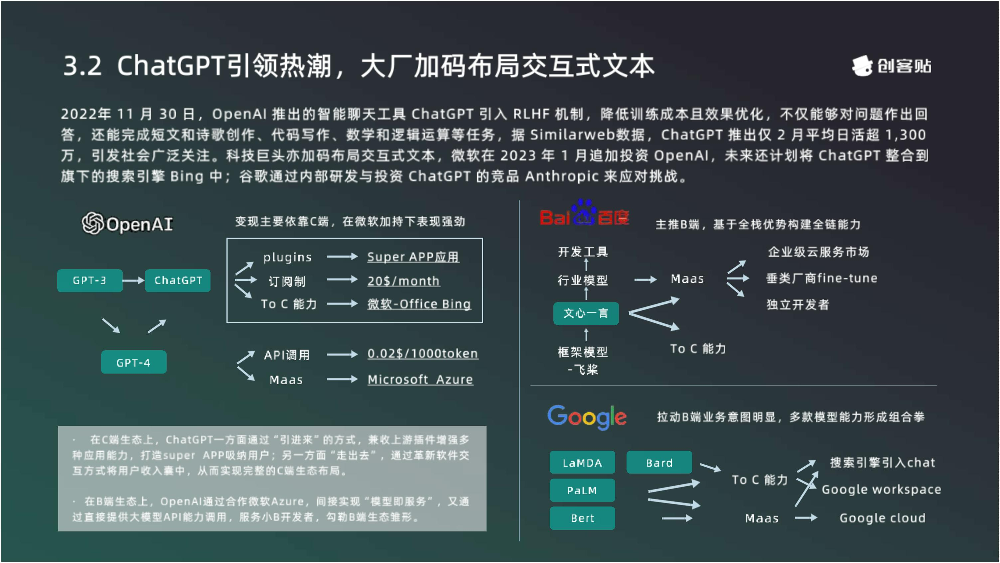 3.2 ChatGPT引领热潮，大厂加码布局交互式文本
创客贴
2022年 11 月 30 日，OpenAI 推出的智能聊天工具 ChatGPT 引入 RLHF 机制，降低训练成本且效果优化，不仅能够对问题作出回
答，还能完成短文和诗歌创作、代码写作、数学和逻辑运算等任务，据 Similarweb数据，ChatGPT 推出仅 2 月平均日活超 1,300
万，引发社会广泛关注。科技巨头亦加码布局交互式文本，微软在 2023 年 1 月追加投资 OpenAI，未来还计划将 ChatGPT 整合到
旗下的搜索引擎 Bing 中；谷歌通过内部研发与投资 ChatGPT 的竞品 Anthropic 来应对挑战。
OpenAI
变现主要依靠C端，在微软加持下表现强劲
plugins
Super APP应用
GPT-3
ChatGPT
订阅制
20$/month
To C 能力
微软-Office Bing
GPT-4
API调用
0.02$/1000token
Maas
Microsoft Azure
· 在C端生态上，ChatGPT一方面通过“引进来”的方式，兼收上游插件增强多
种应用能力，打造super APP吸纳用户；另一方面“走出去”，通过革新软件交
互方式将用户收入囊中，从而实现完整的C端生态布局。
· 在B端生态上，OpenAI通过合作微软Azure，间接实现“模型即服务”，又通
过直接提供大模型API能力调用，服务小B开发者，勾勒B端生态雏形。
Bai du 百度
主推B端，基于全栈优势构建全链能力
开发工具
企业级云服务市场
行业模型
Maas
垂类厂商fine-tune
独立开发者
文心一言
To C 能力
框架模型
-飞桨
Google
拉动B端业务意图明显，多款模型能力形成组合拳
LaMDA
Bard
搜索引擎引入chat
To C 能力
PaLM
Google workspace
Bert
Maas
Google cloud